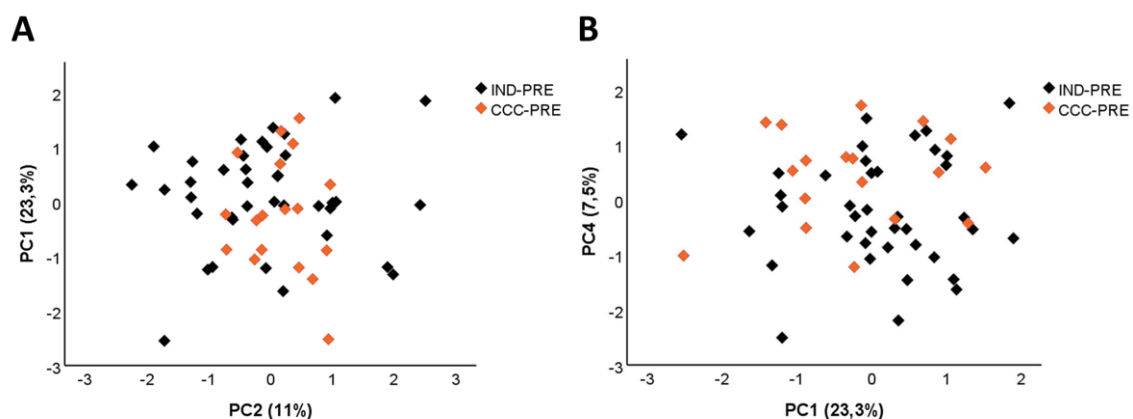 A
PC1 (23,3%)
2
1
0
-1
-2
-3
-3 -2 -1 0 1 2 3
PC2 (11%)
IND-PRE
CCC-PRE
B
PC4 (7,5%)
2
1
0
-1
-2
-3
-3 -2 -1 0 1 2
PC1 (23,3%)
IND-PRE
CCC-PRE